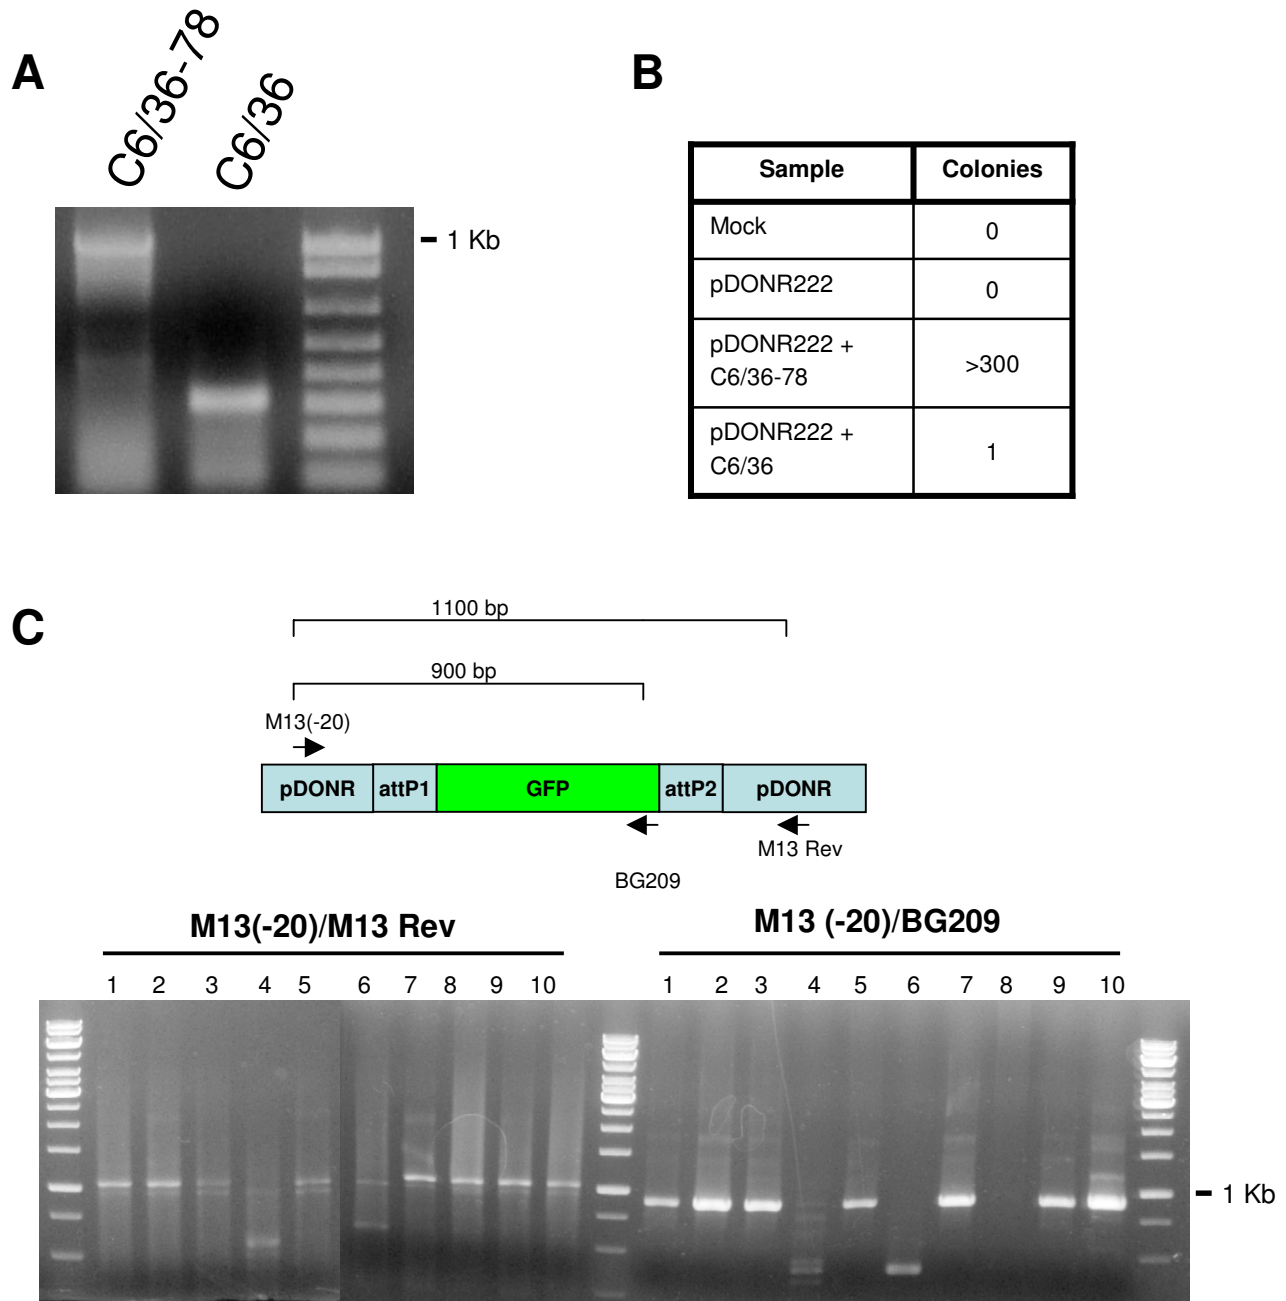 A
C6/36-78
C6/36
1 Kb
B
Sample Colonies
Mock 0
pDONR222 0
pDONR222 +
C6/36-78 >300
pDONR222 +
C6/36 1
C
1100 bp
900 bp
M13(-20)
pDONR attP1 GFP attP2 pDONR
M13 Rev
BG209
M13(-20)/M13 Rev M13 (-20)/BG209
1 2 3 4 5 6 7 8 9 10 1 2 3 4 5 6 7 8 9 10
1 Kb